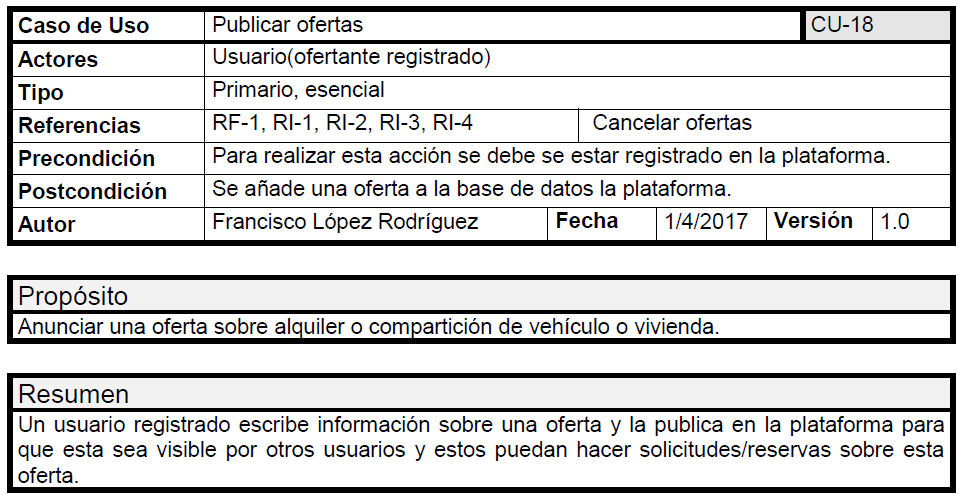 Caso de Uso Publicar ofertas CU-18
Actores Usuario(ofertante registrado)
Tipo Primario, esencial
Referencias RF-1, RI-1, RI-2, RI-3, RI-4 Cancelar ofertas
Precondición Para realizar esta acción se debe se estar registrado en la plataforma.
Postcondición Se añade una oferta a la base de datos la plataforma.
Autor Francisco López Rodríguez Fecha 1/4/2017 Versión 1.0
Propósito
Anunciar una oferta sobre alquiler o compartición de vehículo o vivienda.
Resumen
Un usuario registrado escribe información sobre una oferta y la publica en la plataforma para
que esta sea visible por otros usuarios y estos puedan hacer solicitudes/reservas sobre esta
oferta.